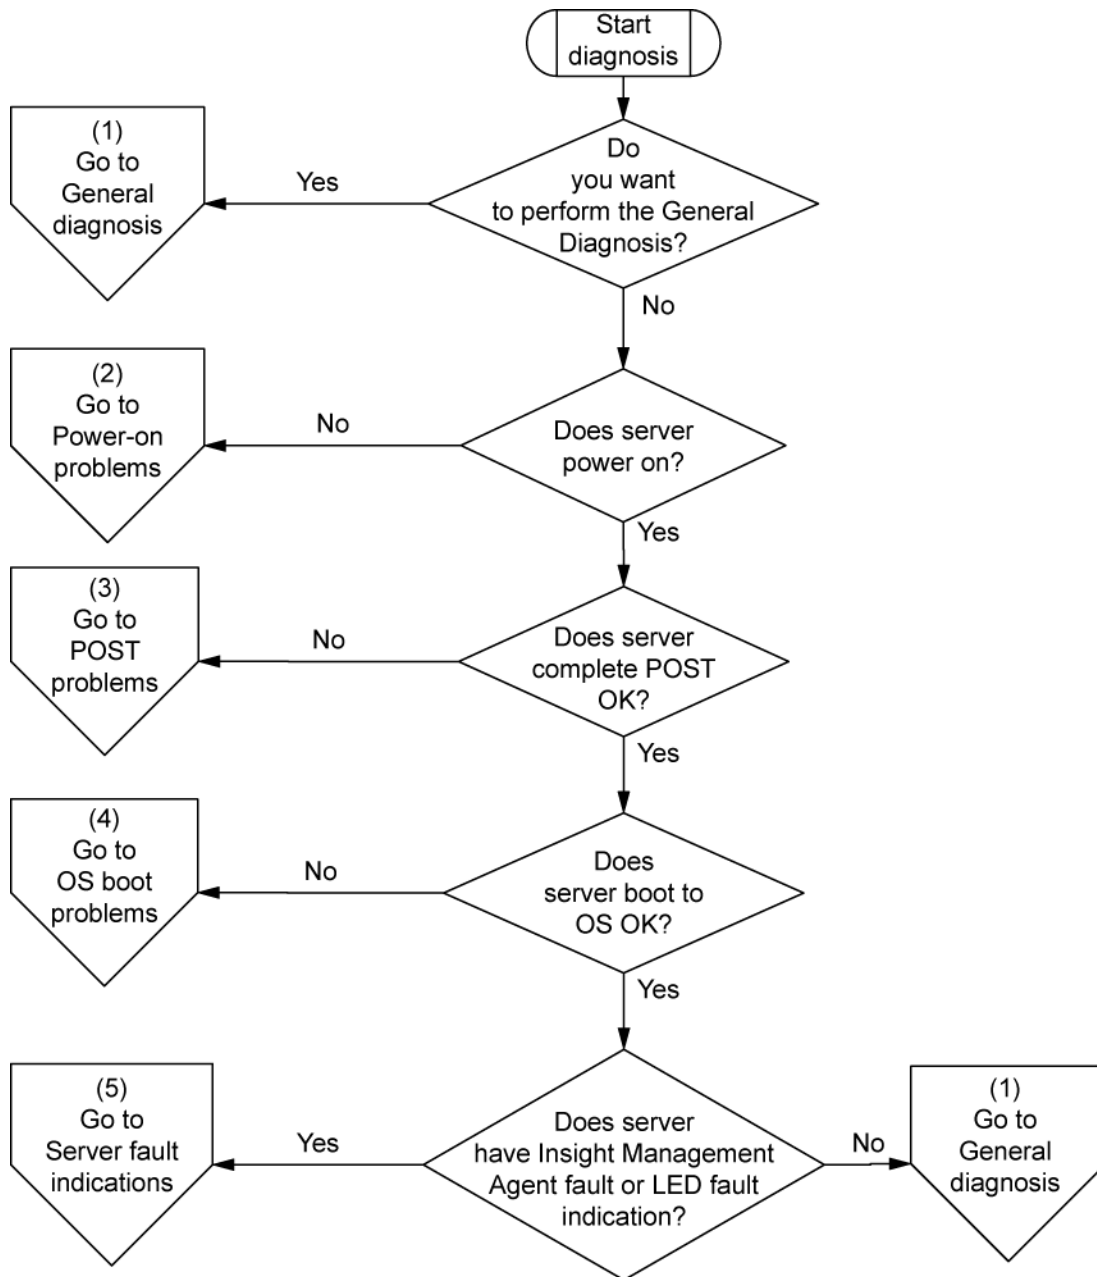 Start
diagnosis
Do
you want
to perform the General
Diagnosis?
Yes
(1)
Go to
General
diagnosis
No
Does server
power on?
No
(2)
Go to
Power-on
problems
Yes
Does server
complete POST
OK?
No
(3)
Go to
POST
problems
Yes
Does
server boot to
OS OK?
No
(4)
Go to
OS boot
problems
Yes
Does server
have Insight Management
Agent fault or LED fault
indication?
Yes
(5)
Go to
Server fault
indications
No
(1)
Go to
General
diagnosis